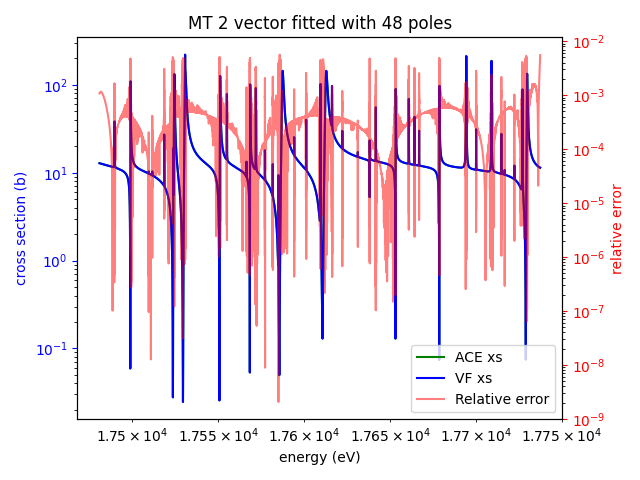 MT 2 vector fitted with 48 poles
cross section (b)
10²
10¹
10⁰
10⁻¹
10⁻²
10⁻³
10⁻⁴
10⁻⁵
10⁻⁶
10⁻⁷
10⁻⁸
10⁻⁹
relative error
ACE xs
VF xs
Relative error
1.75 × 10⁴ 1.755 × 10⁴ 1.76 × 10⁴ 1.765 × 10⁴ 1.77 × 10⁴ 1.775 × 10⁴
energy (eV)